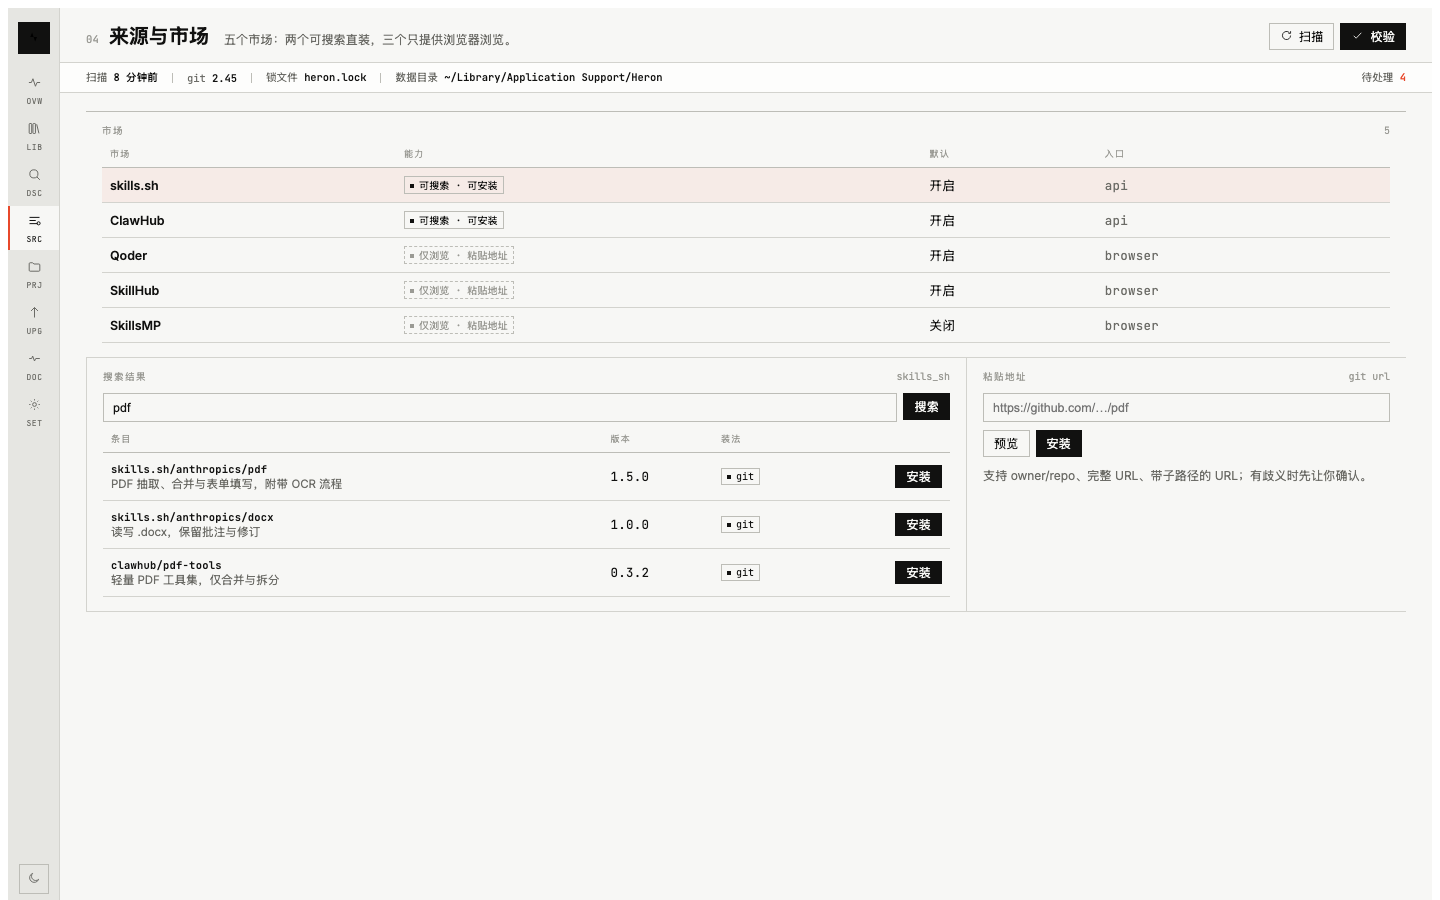 04 来源与市场 五个市场：两个可搜索直装，三个只提供浏览器浏览。 扫描 校验
扫描 8 分钟前 git 2.45 锁文件 heron.lock 数据目录 ~/Library/Application Support/Heron 待处理 4
OVW
LIB
DSC
SRC
PRJ
UPG
DOC
SET
市场 5
市场 能力 默认 入口
skills.sh 可搜索 · 可安装 开启 api
ClawHub 可搜索 · 可安装 开启 api
Qoder 仅浏览 · 粘贴地址 开启 browser
SkillHub 仅浏览 · 粘贴地址 开启 browser
SkillsMP 仅浏览 · 粘贴地址 关闭 browser
搜索结果 skills_sh
pdf 搜索
条目 版本 装法
skills.sh/anthropics/pdf
PDF 抽取、合并与表单填写，附带 OCR 流程
1.5.0 git 安装
skills.sh/anthropics/docx
读写 .docx，保留批注与修订
1.0.0 git 安装
clawhub/pdf-tools
轻量 PDF 工具集，仅合并与拆分
0.3.2 git 安装
粘贴地址 git url
https://github.com/…/pdf
预览 安装
支持 owner/repo、完整 URL、带子路径的 URL；有歧义时先让你确认。